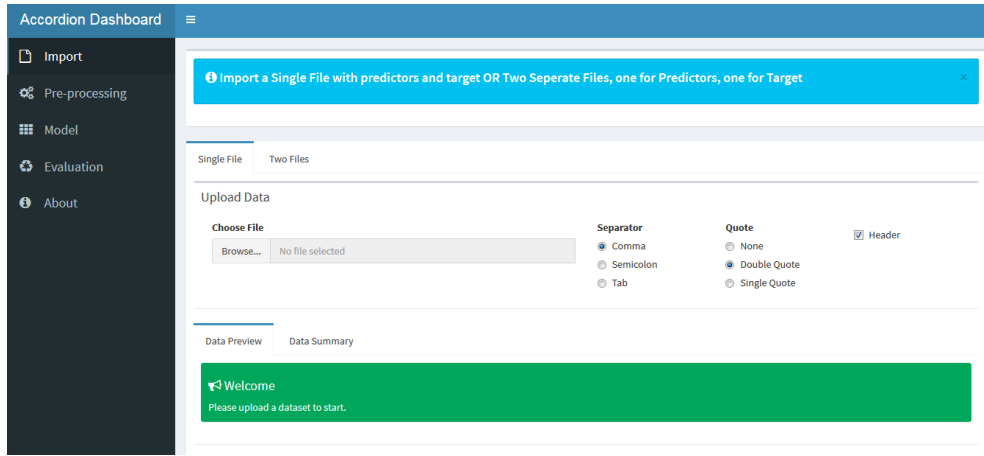 Accordion Dashboard
Import
Pre-processing
Model
Evaluation
About
Import a Single File with predictors and target OR Two Seperate Files, one for Predictors, one for Target
×
Single File Two Files
Upload Data
Choose File
Browse... No file selected
Separator
Comma
Semicolon
Tab
Quote
None
Double Quote
Single Quote
Header
Data Preview Data Summary
Welcome
Please upload a dataset to start.